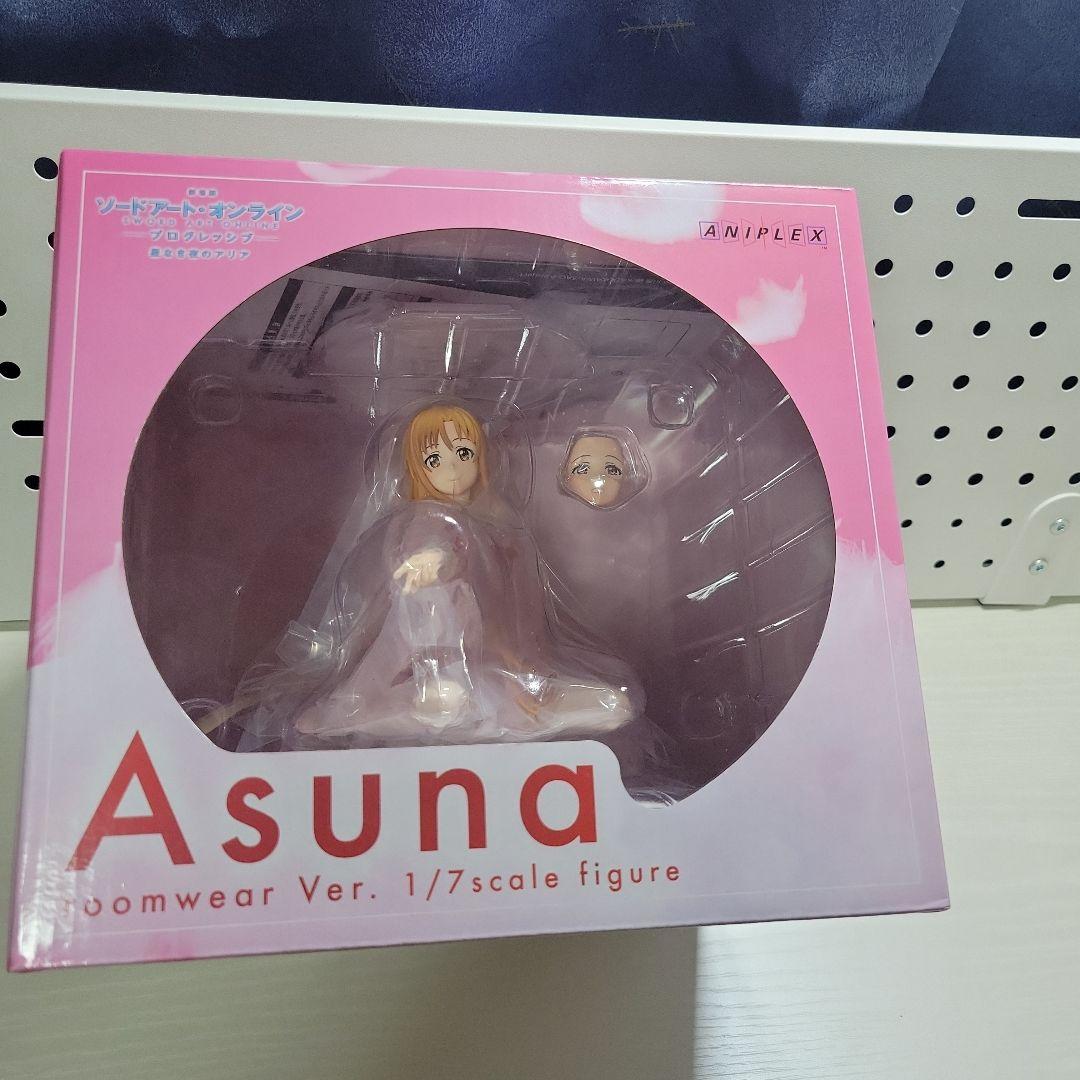 劇場版
ソードアート・オンライン
SWORD ART ONLINE
プログレッシブ
星なき夜のアリア
ANIPLEX
Asuna
roomwear Ver. 1/7scale figure